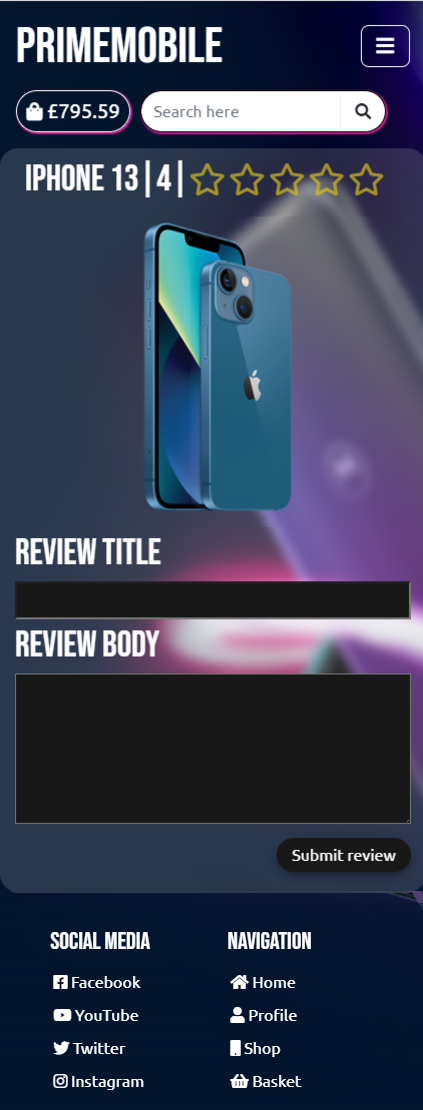 PRIMEMOBILE
£795.59 Search here
IPHONE 13 | 4 |
REVIEW TITLE
REVIEW BODY
Submit review
SOCIAL MEDIA NAVIGATION
Facebook Home
YouTube Profile
Twitter Shop
Instagram Basket